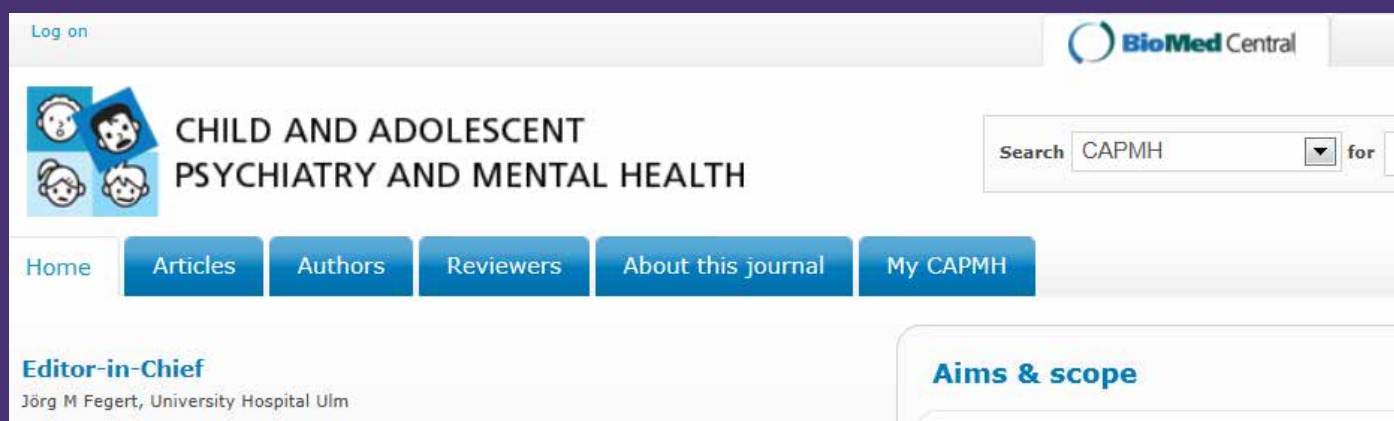 Log on
BioMed Central
CHILD AND ADOLESCENT
PSYCHIATRY AND MENTAL HEALTH
Search CAPMH for
Home Articles Authors Reviewers About this journal My CAPMH
Editor-in-Chief
Jörg M Fegert, University Hospital Ulm
Aims & scope